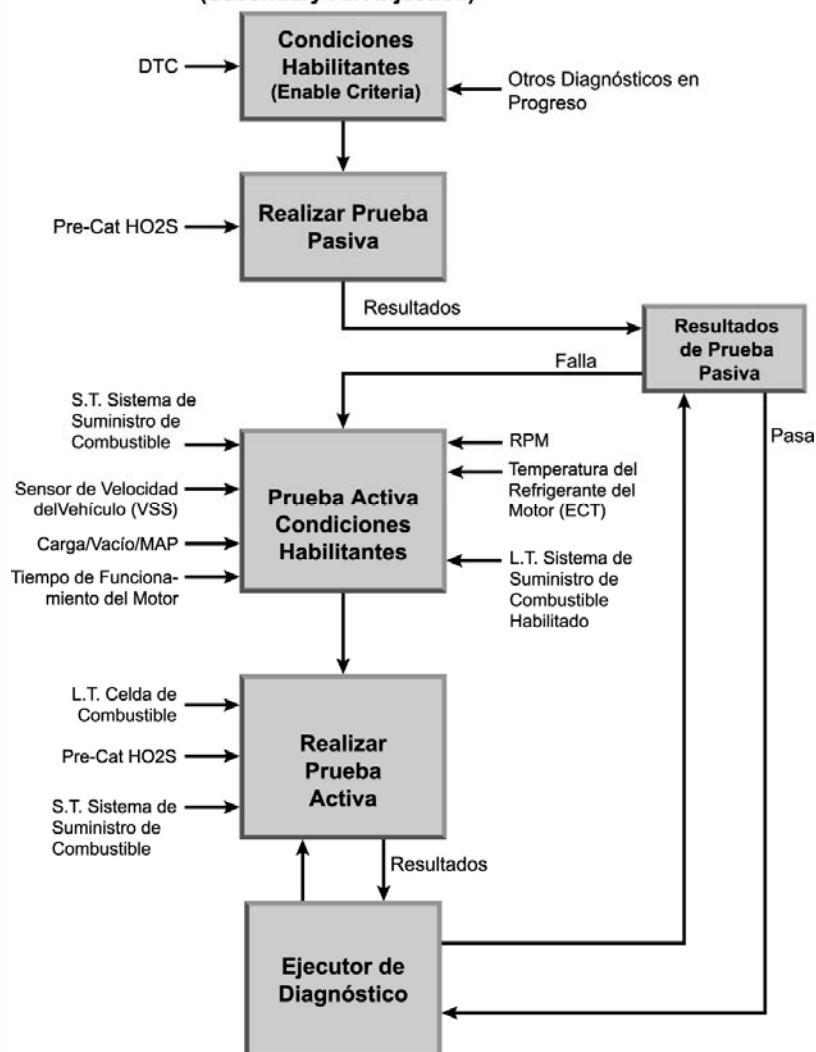 Condiciones
Habilitantes
(Enable Criteria)
DTC
Otros Diagnósticos en
Progreso
Realizar Prueba
Pasiva
Pre-Cat HO2S
Resultados
Resultados
de Prueba
Pasiva
Falla
Pasa
S.T. Sistema de
Suministro de
Combustible
RPM
Sensor de Velocidad
delVehículo (VSS)
Temperatura del
Refrigerante del
Motor (ECT)
Prueba Activa
Condiciones
Habilitantes
Carga/Vacío/MAP
Tiempo de Funciona-
miento del Motor
L.T. Sistema de
Suministro de
Combustible
Habilitado
L.T. Celda de
Combustible
Pre-Cat HO2S
S.T. Sistema de
Suministro de
Combustible
Realizar
Prueba
Activa
Resultados
Ejecutor de
Diagnóstico